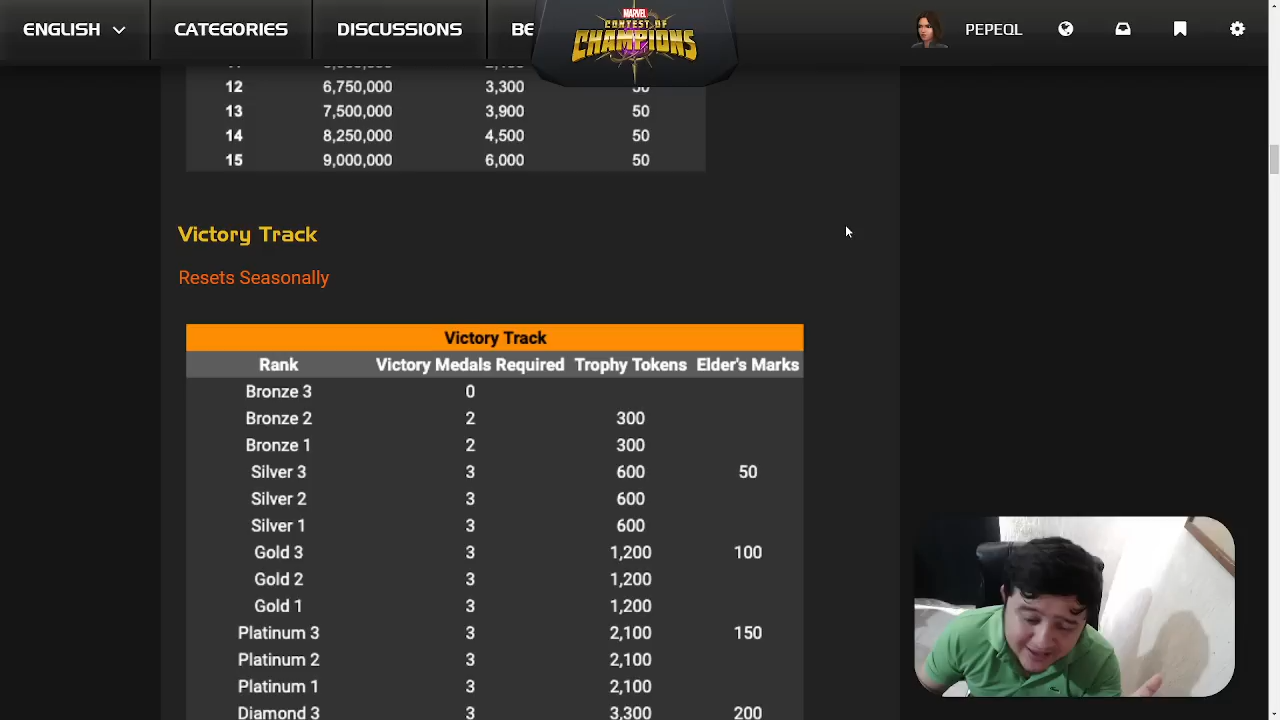 ENGLISH CATEGORIES DISCUSSIONS BE MARVEL CONTEST OF CHAMPIONS PEPEQL
12 6,750,000 3,300 50
13 7,500,000 3,900 50
14 8,250,000 4,500 50
15 9,000,000 6,000 50
Victory Track
Resets Seasonally
Victory Track
Rank Victory Medals Required Trophy Tokens Elder's Marks
Bronze 3 0
Bronze 2 2 300
Bronze 1 2 300
Silver 3 3 600 50
Silver 2 3 600
Silver 1 3 600
Gold 3 3 1,200 100
Gold 2 3 1,200
Gold 1 3 1,200
Platinum 3 3 2,100 150
Platinum 2 3 2,100
Platinum 1 3 2,100
Diamond 3 3 3,300 200